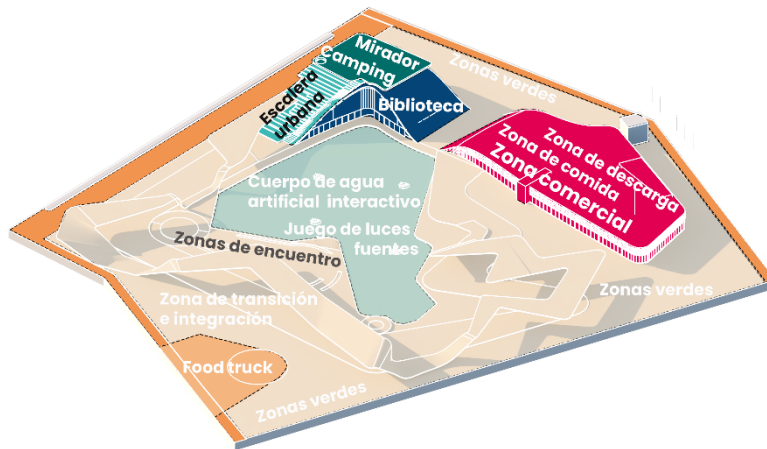 Mirador
Camping
Zonas verdes
Escalera
urbana
Biblioteca
Zona de descarga
Zona de comida
Zona comercial
Cuerpo de agua
artificial interactivo
Juego de luces
fuentes
Zonas de encuentro
Zonas verdes
Zona de transición
e integración
Food truck
Zonas verdes